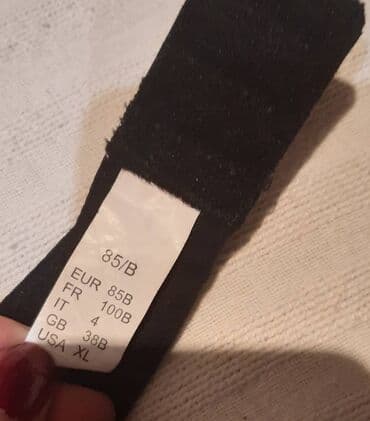 85/B
EUR 85B
FR 100B
IT 4
GB 38B
USA XL